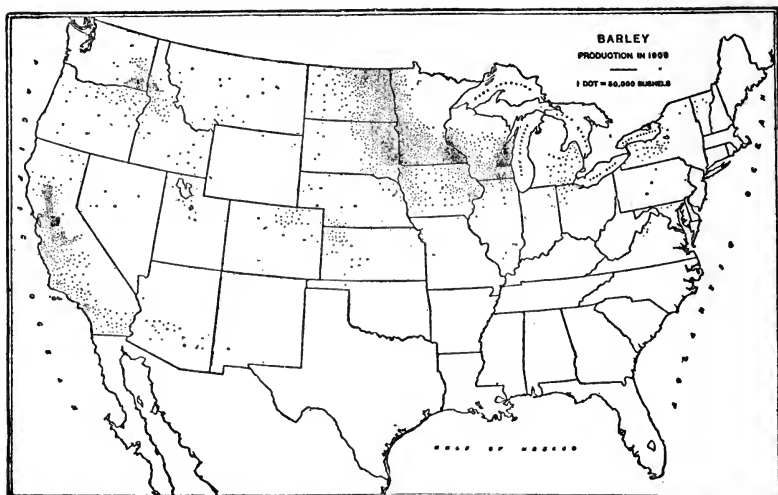 BARLEY
PRODUCTION IN 1909
1 DOT = 50,000 BUSHELS
GULF OF MEXICO